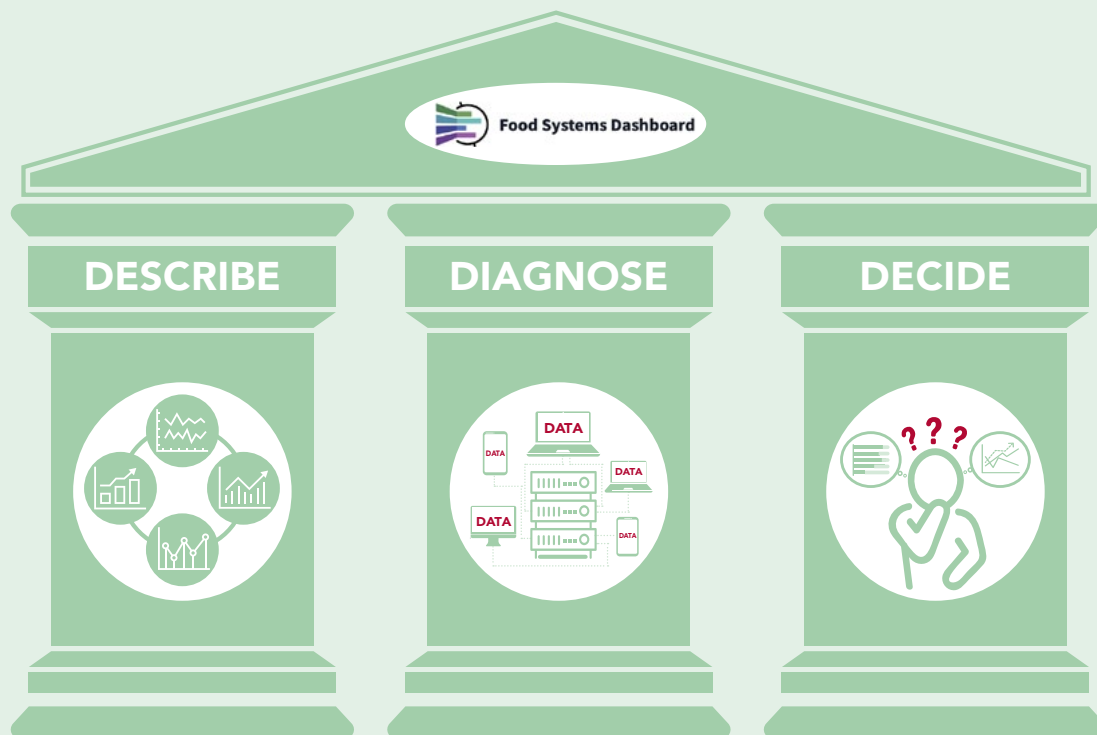 Food Systems Dashboard
DESCRIBE
DIAGNOSE
DECIDE
DATA
DATA
DATA
DATA
DATA
? ? ?